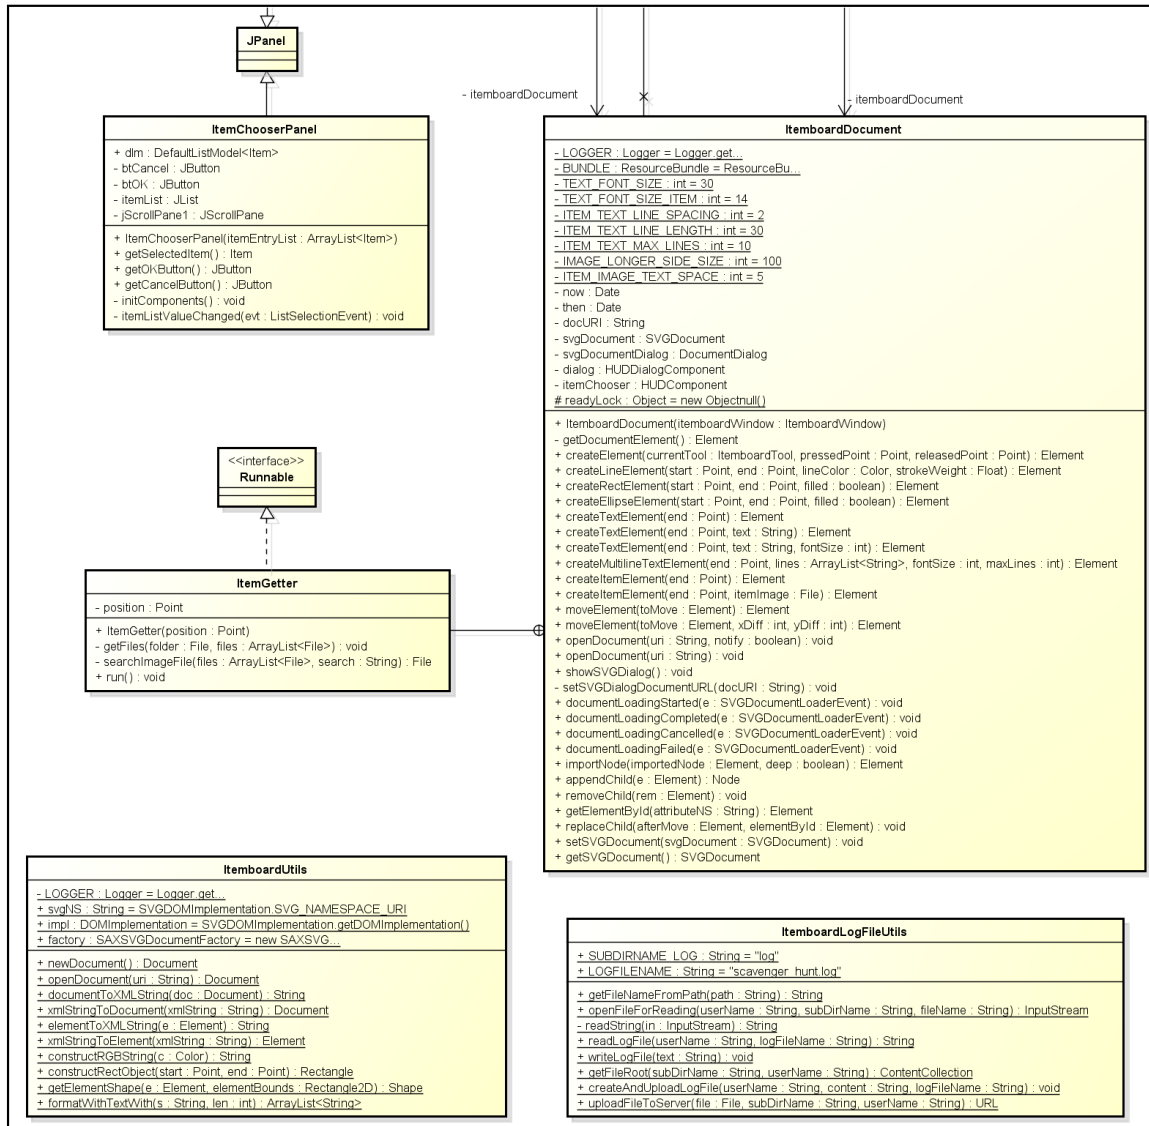 JPanel
- itemboardDocument
- itemboardDocument
ItemChooserPanel
+ dlm : DefaultListModel<Item>
- btCancel : JButton
- btOK : JButton
- itemList : JList
- jScrollPane1 : JScrollPane
+ ItemChooserPanel(itemEntryList : ArrayList<Item>)
+ getSelectedItem() : Item
+ getOKButton() : JButton
+ getCancelButton() : JButton
- initComponents() : void
- itemListValueChanged(evt : ListSelectionEvent) : void
ItemboardDocument
- LOGGER : Logger = Logger.get...
- BUNDLE : ResourceBundle = ResourceBu...
- TEXT_FONT_SIZE : int = 30
- TEXT_FONT_SIZE_ITEM : int = 14
- ITEM_TEXT_LINE_SPACING : int = 2
- ITEM_TEXT_LINE_LENGTH : int = 30
- ITEM_TEXT_MAX_LINES : int = 10
- IMAGE_LONGER_SIDE_SIZE : int = 100
- ITEM_IMAGE_TEXT_SPACE : int = 5
- now : Date
- then : Date
- docURI : String
- svgDocument : SVGDocument
- svgDocumentDialog : DocumentDialog
- dialog : HUDDialogComponent
- itemChooser : HUDComponent
# readyLock : Object = new Objectnull()
+ ItemboardDocument(itemboardWindow : ItemboardWindow)
- getDocumentElement() : Element
+ createElement(currentTool : ItemboardTool, pressedPoint : Point, releasedPoint : Point) : Element
+ createLineElement(start : Point, end : Point, lineColor : Color, strokeWeight : Float) : Element
+ createRectElement(start : Point, end : Point, filled : boolean) : Element
+ createEllipseElement(start : Point, end : Point, filled : boolean) : Element
+ createTextElement(end : Point) : Element
+ createTextElement(end : Point, text : String) : Element
+ createTextElement(end : Point, text : String, fontSize : int) : Element
+ createMultilineTextElement(end : Point, lines : ArrayList<String>, fontSize : int, maxLines : int) : Element
+ createItemElement(end : Point) : Element
+ createItemElement(end : Point, itemImage : File) : Element
+ moveElement(toMove : Element) : Element
+ moveElement(toMove : Element, xDiff : int, yDiff : int) : Element
+ openDocument(uri : String, notify : boolean) : void
+ openDocument(uri : String) : void
+ showSVGDialog() : void
- setSVGDialogDocumentURL(docURI : String) : void
+ documentLoadingStarted(e : SVGDocumentLoaderEvent) : void
+ documentLoadingCompleted(e : SVGDocumentLoaderEvent) : void
+ documentLoadingCancelled(e : SVGDocumentLoaderEvent) : void
+ documentLoadingFailed(e : SVGDocumentLoaderEvent) : void
+ importNode(importedNode : Element, deep : boolean) : Element
+ appendChild(e : Element) : Node
+ removeChild(rem : Element) : void
+ getElementById(attributeNS : String) : Element
+ replaceChild(afterMove : Element, elementById : Element) : void
+ setSVGDocument(svgDocument : SVGDocument) : void
+ getSVGDocument() : SVGDocument
<<interface>>
Runnable
ItemGetter
- position : Point
+ ItemGetter(position : Point)
- getFiles(folder : File, files : ArrayList<File>) : void
- searchImageFile(files : ArrayList<File>, search : String) : File
+ run() : void
ItemboardUtils
- LOGGER : Logger = Logger.get...
+ svgNS : String = SVGDOMImplementation.SVG_NAMESPACE_URI
+ impl : DOMImplementation = SVGDOMImplementation.getDOMImplementation()
+ factory : SAXSVGDocumentFactory = new SAXSVG...
+ newDocument() : Document
+ openDocument(uri : String) : Document
+ documentToXMLString(doc : Document) : String
+ xmlStringToDocument(xmlString : String) : Document
+ elementToXMLString(e : Element) : String
+ xmlStringToElement(xmlString : String) : Element
+ constructRGBString(c : Color) : String
+ constructRectObject(start : Point, end : Point) : Rectangle
+ getElementShape(e : Element, elementBounds : Rectangle2D) : Shape
+ formatWithTextWith(s : String, len : int) : ArrayList<String>
ItemboardLogFileUtils
+ SUBDIRNAME_LOG : String = "log"
+ LOGFILENAME : String = "scavenger_hunt.log"
+ getFileNameFromPath(path : String) : String
+ openFileForReading(userName : String, subDirName : String, fileName : String) : InputStream
- readString(in : InputStream) : String
+ readLogFile(userName : String, logFileName : String) : String
+ writeLogFile(text : String) : void
+ getFileRoot(subDirName : String, userName : String) : ContentCollection
+ createAndUploadLogFile(userName : String, content : String, logFileName : String) : void
+ uploadFileToServer(file : File, subDirName : String, userName : String) : URL